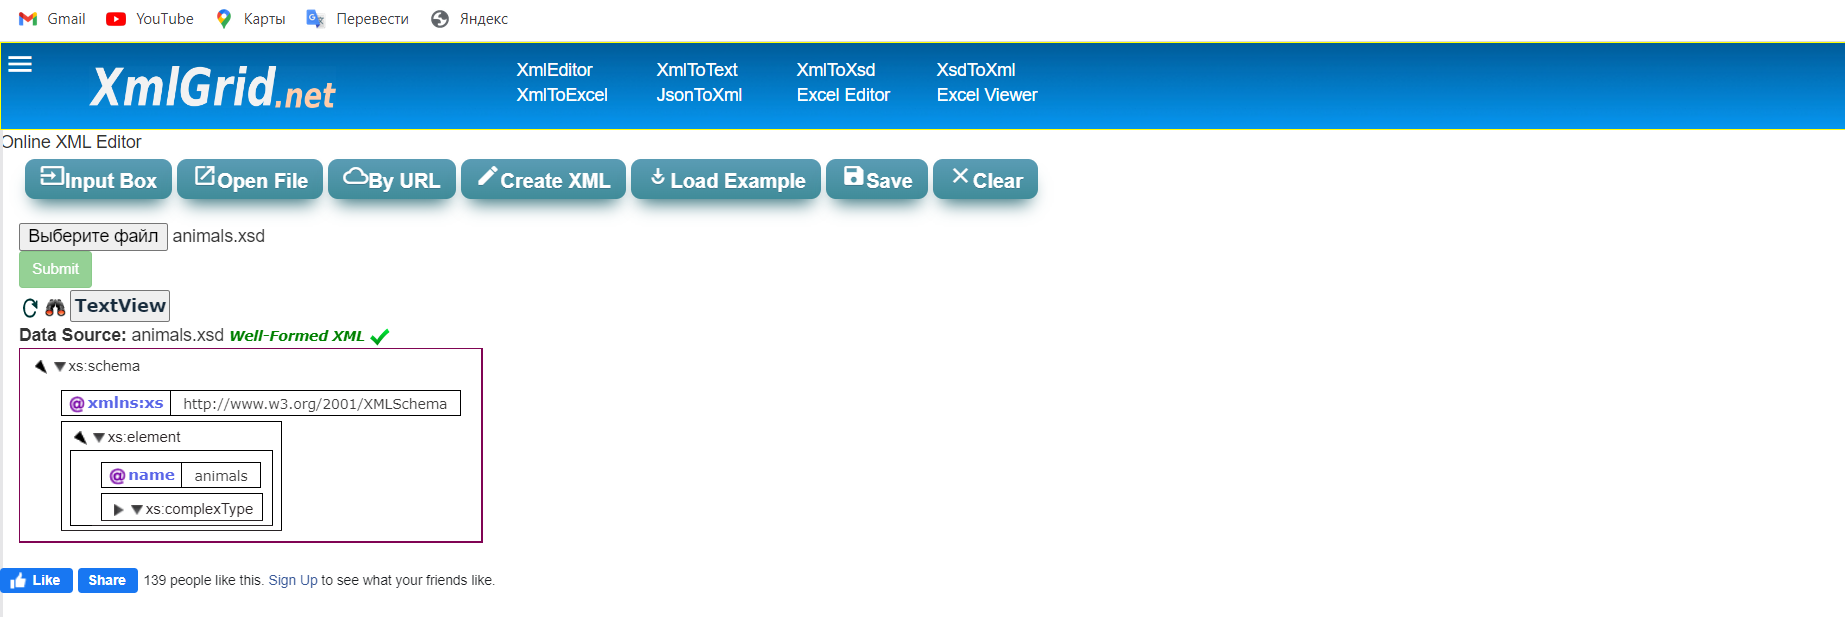 Gmail YouTube Карты Перевести Яндекс
XmlGrid.net
XmlEditor XmlToText XmlToXsd XsdToXml
XmlToExcel JsonToXml Excel Editor Excel Viewer
Online XML Editor
Input Box Open File By URL Create XML Load Example Save Clear
Выберите файл animals.xsd
Submit
TextView
Data Source: animals.xsd Well-Formed XML
xs:schema
@xmlns:xs http://www.w3.org/2001/XMLSchema
xs:element
@name animals
xs:complexType
Like Share 139 people like this. Sign Up to see what your friends like.